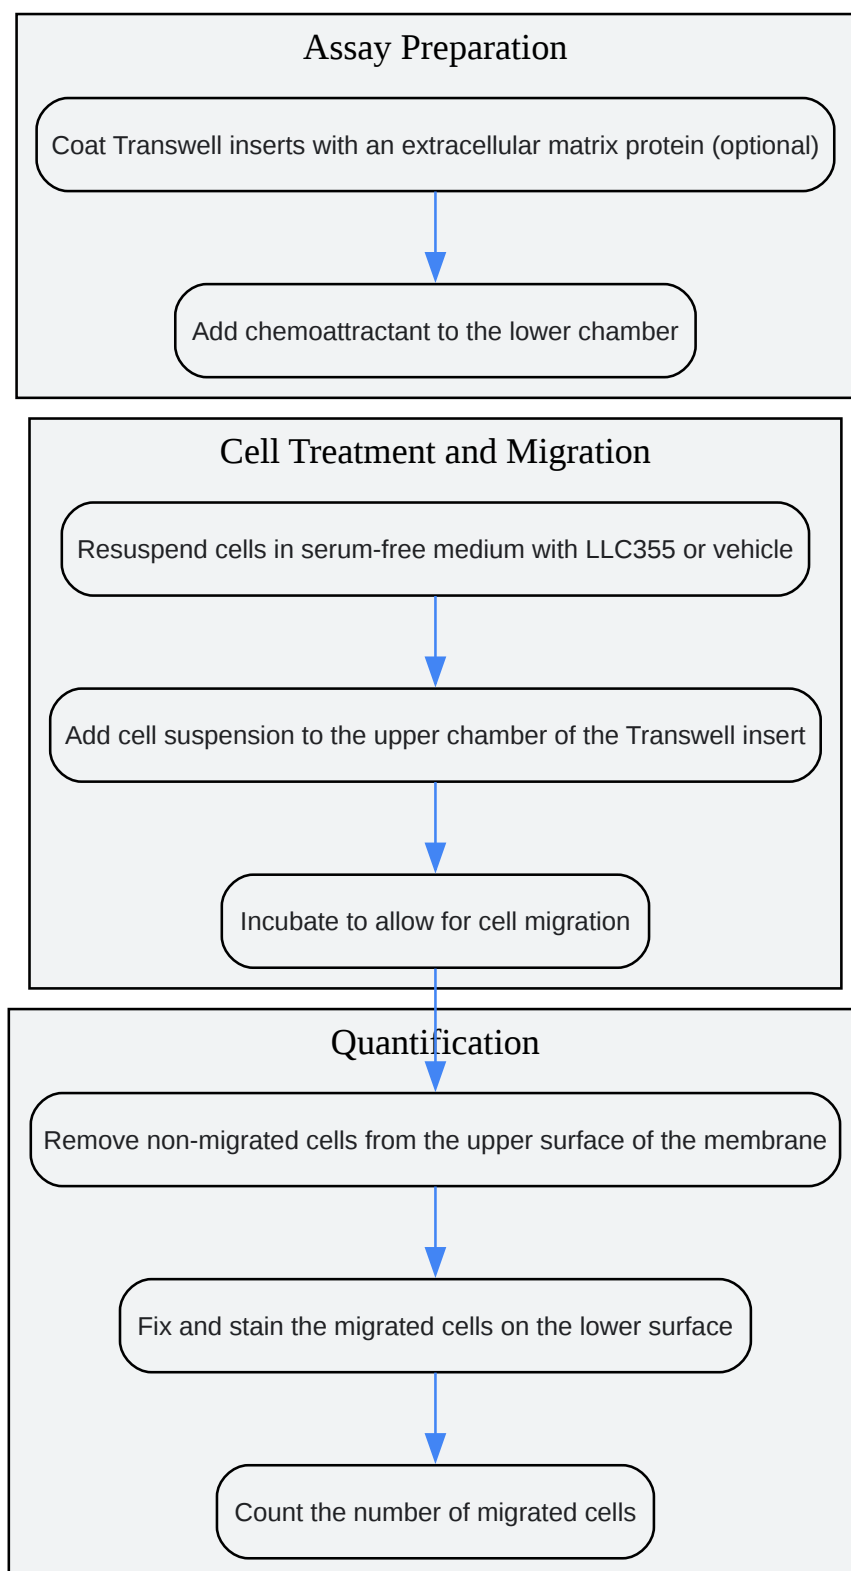 Assay Preparation
Coat Transwell inserts with an extracellular matrix protein (optional)
Add chemoattractant to the lower chamber
Cell Treatment and Migration
Resuspend cells in serum-free medium with LLC355 or vehicle
Add cell suspension to the upper chamber of the Transwell insert
Incubate to allow for cell migration
Quantification
Remove non-migrated cells from the upper surface of the membrane
Fix and stain the migrated cells on the lower surface
Count the number of migrated cells